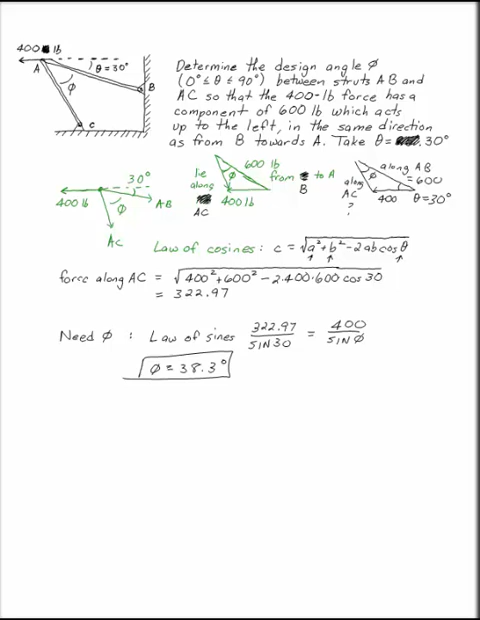 400 lb
A
θ = 30°
φ
B
C
Determine the design angle φ
(0° ≤ θ ≤ 90°) between struts AB and
AC so that the 400-lb force has a
component of 600 lb which acts
up to the left, in the same direction
as from B towards A. Take θ = 30°
30°
400 lb
φ
AB
AC
lie
along
AC
600 lb
from B to A
φ
400 lb
along AB
= 600
φ
along
AC
?
400
θ = 30°
Law of cosines: c = √a² + b² - 2ab cos θ
force along AC = √400² + 600² - 2·400·600 cos 30
= 322.97
Need φ : Law of sines 322.97/SIN 30 = 400/SIN φ
φ = 38.3°